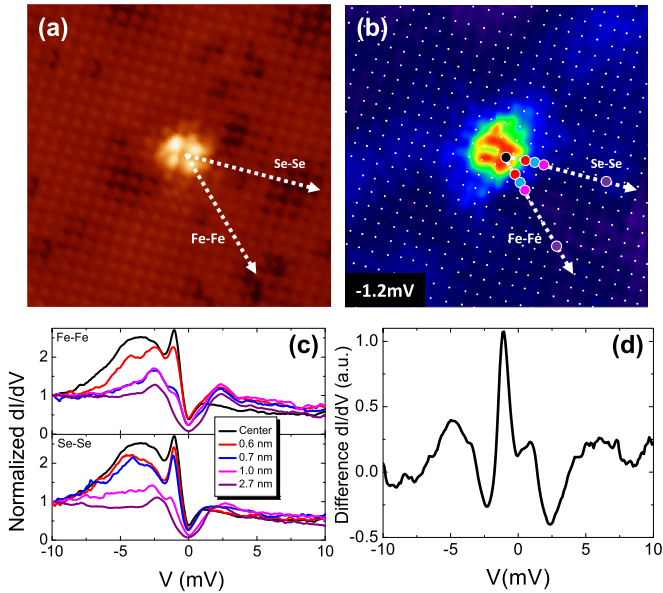 (a)
Se-Se
Fe-Fe
(b)
Se-Se
Fe-Fe
-1.2mV
Normalized dI/dV
Fe-Fe
(c)
2
1
0
Se-Se
2
1
0
Center
0.6 nm
0.7 nm
1.0 nm
2.7 nm
-10
-5
0
5
10
V (mV)
Difference dI/dV (a.u.)
(d)
1.0
0.5
0.0
-0.5
-10
-5
0
5
10
V(mV)